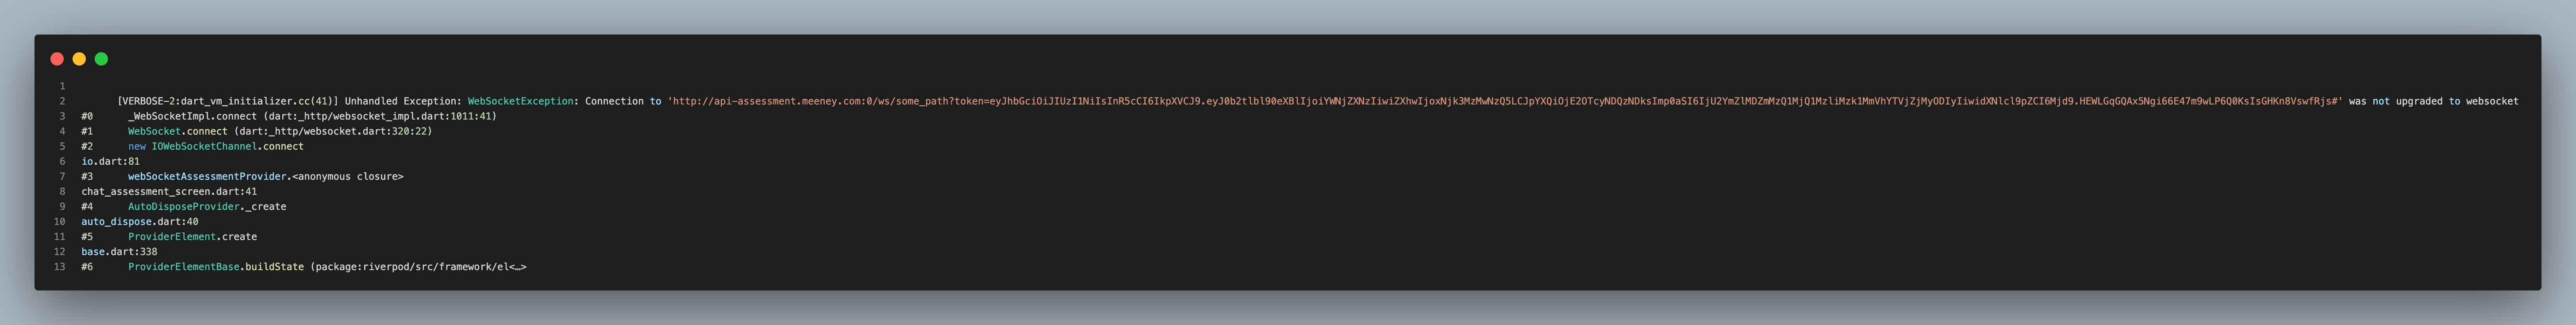 1
2 [VERBOSE-2:dart_vm_initializer.cc(41)] Unhandled Exception: WebSocketException: Connection to 'http://api-assessment.meeney.com:0/ws/some_path?token=eyJhbGciOiJIUzI1NiIsInR5cCI6IkpXVCJ9.eyJ0b2tlbl90eXBlIjoiYWNjZXNzIiwiZXhwIjoxNjk3MzMwNzQ5LCJpYXQiOjE2OTcyNDQzNDksImp0aSI6IjU2YmZlMDZmMzQ1MjQ1MzliMzk1MmVhYTVjZjMyODIyIiwidXNlcl9pZCI6Mjd9.HEWLGqGQAx5Ngi66E47m9wLP6Q0KsIsGHKn8VswfRjs#' was not upgraded to websocket
3 #0 _WebSocketImpl.connect (dart:_http/websocket_impl.dart:1011:41)
4 #1 WebSocket.connect (dart:_http/websocket.dart:320:22)
5 #2 new IOWebSocketChannel.connect
6 io.dart:81
7 #3 webSocketAssessmentProvider.<anonymous closure>
8 chat_assessment_screen.dart:41
9 #4 AutoDisposeProvider._create
10 auto_dispose.dart:40
11 #5 ProviderElement.create
12 base.dart:338
13 #6 ProviderElementBase.buildState (package:riverpod/src/framework/el<…>